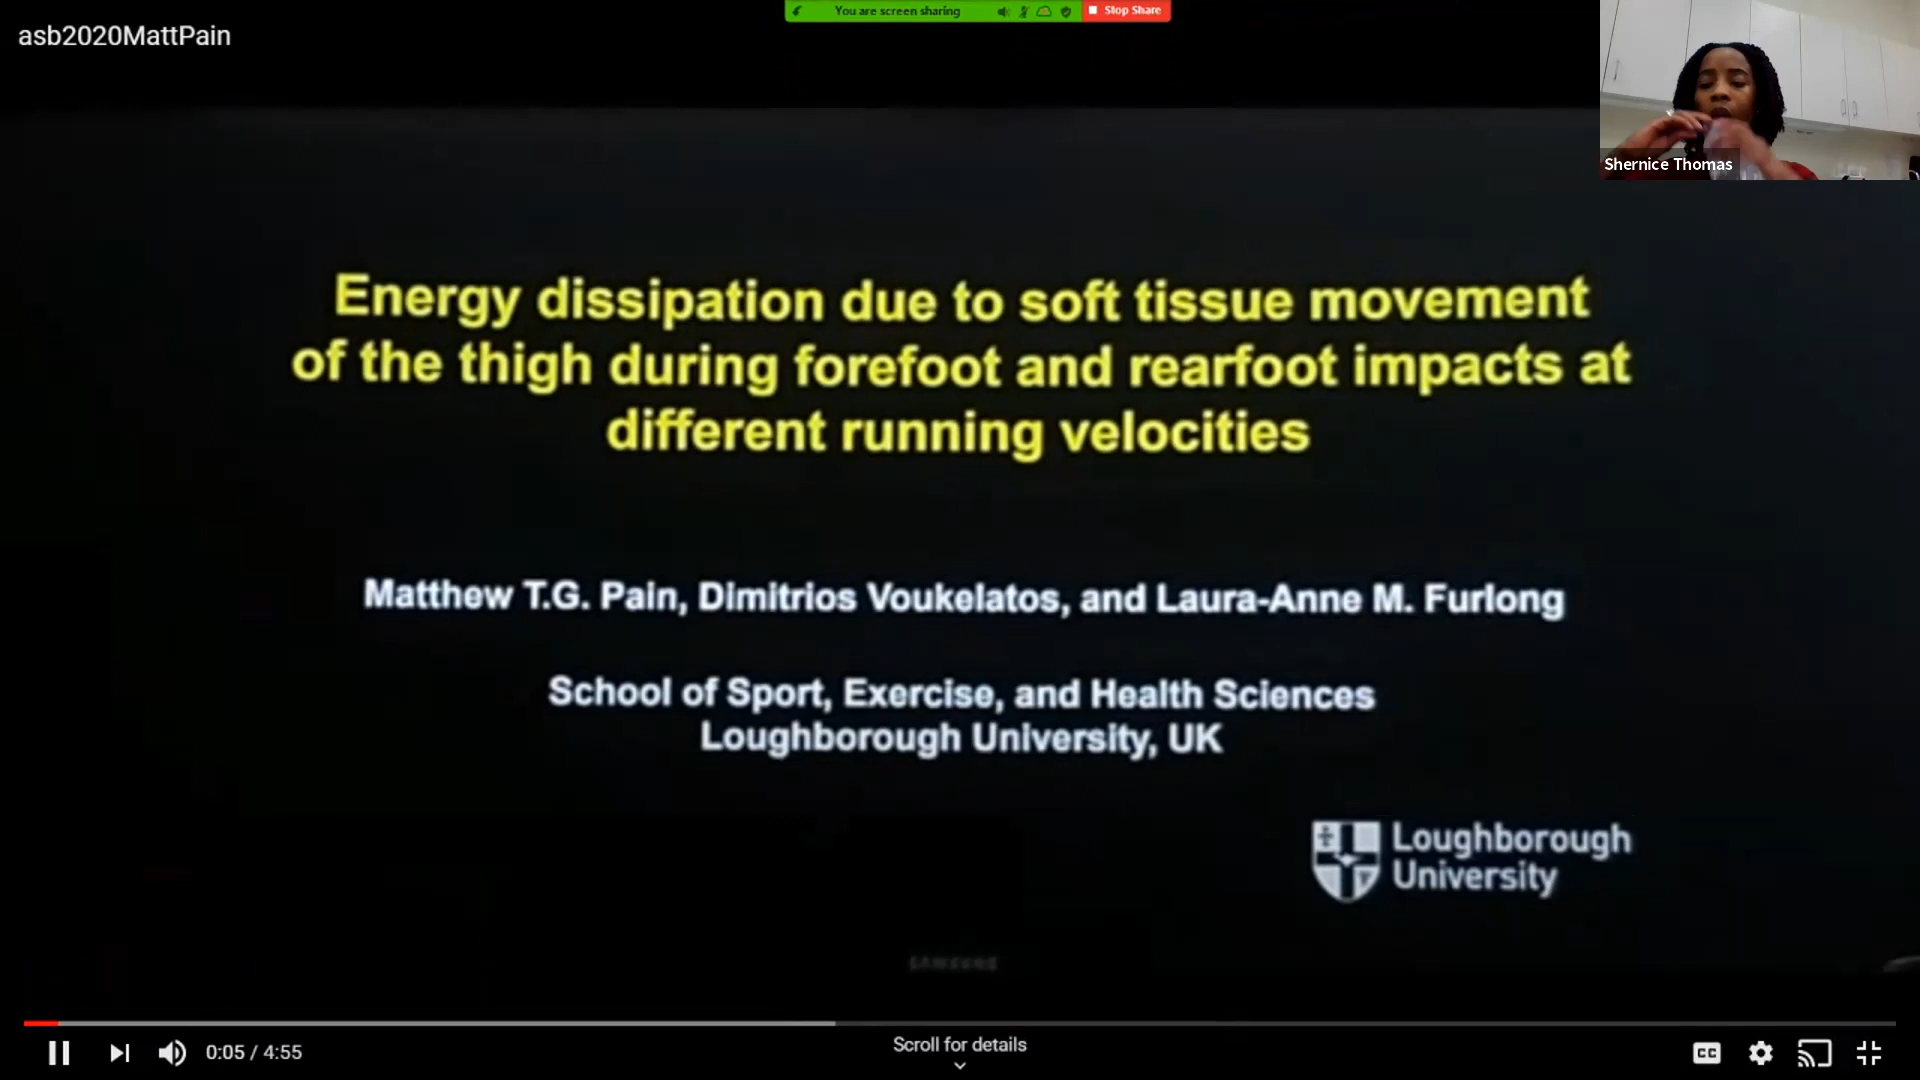 You are screen sharing
Stop Share
asb2020MattPain
Shernice Thomas
Energy dissipation due to soft tissue movement
of the thigh during forefoot and rearfoot impacts at
different running velocities
Matthew T.G. Pain, Dimitrios Voukelatos, and Laura-Anne M. Furlong
School of Sport, Exercise, and Health Sciences
Loughborough University, UK
Loughborough
University
SAMSUNG
0:05 / 4:55
Scroll for details
CC